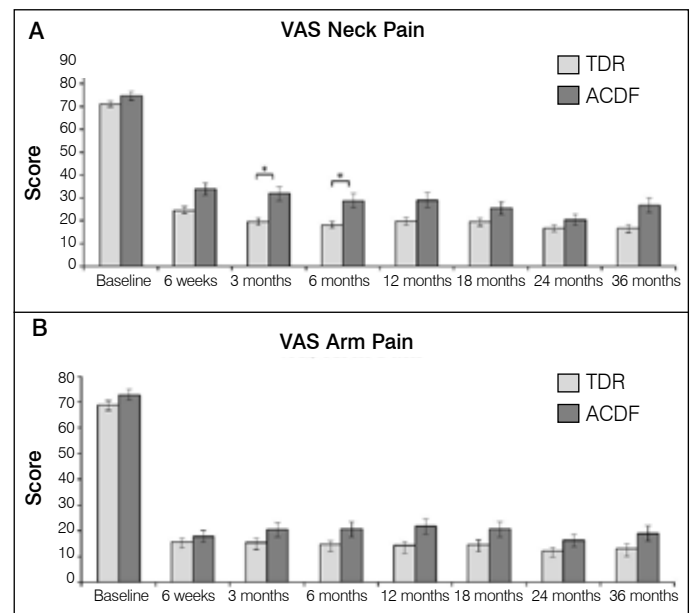 A
VAS Neck Pain
90
80
70
60
50
40
30
20
10
0
Score
TDR
ACDF
*
*
Baseline 6 weeks 3 months 6 months 12 months 18 months 24 months 36 months
B
VAS Arm Pain
80
70
60
50
40
30
20
10
0
Score
TDR
ACDF
Baseline 6 weeks 3 months 6 months 12 months 18 months 24 months 36 months